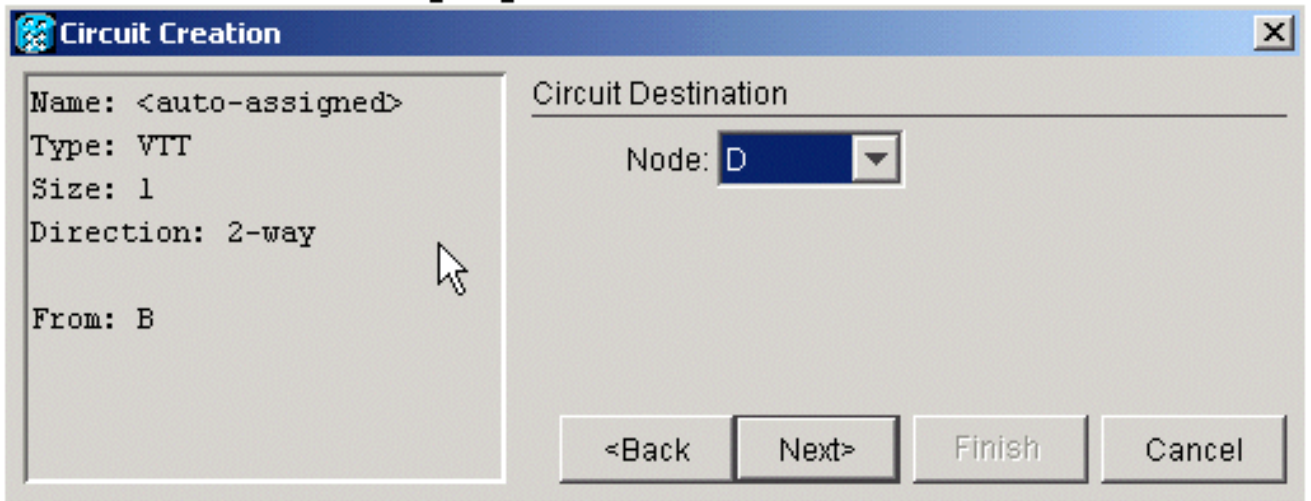 Circuit Creation
Name: <auto-assigned>
Type: VTT
Size: 1
Direction: 2-way
From: B
Circuit Destination
Node: D
<Back
Next>
Finish
Cancel